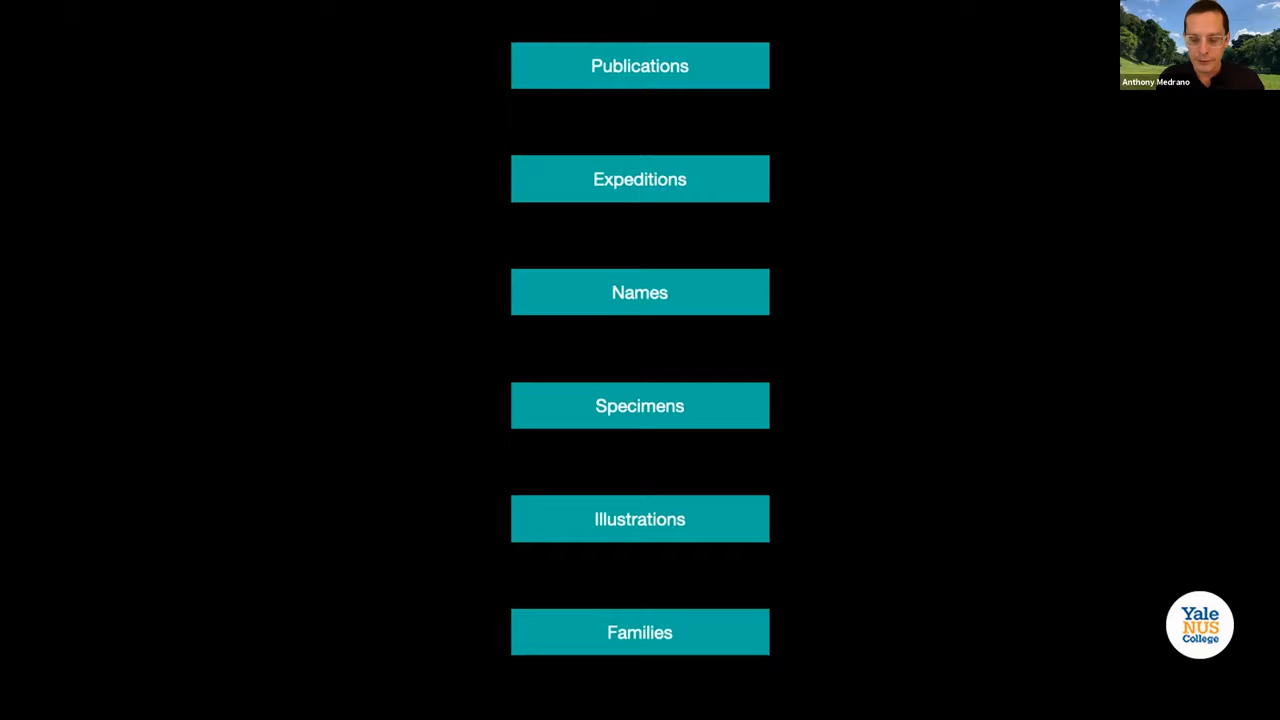 Publications
Anthony Medrano
Expeditions
Names
Specimens
Illustrations
Families
Yale
NUS
College